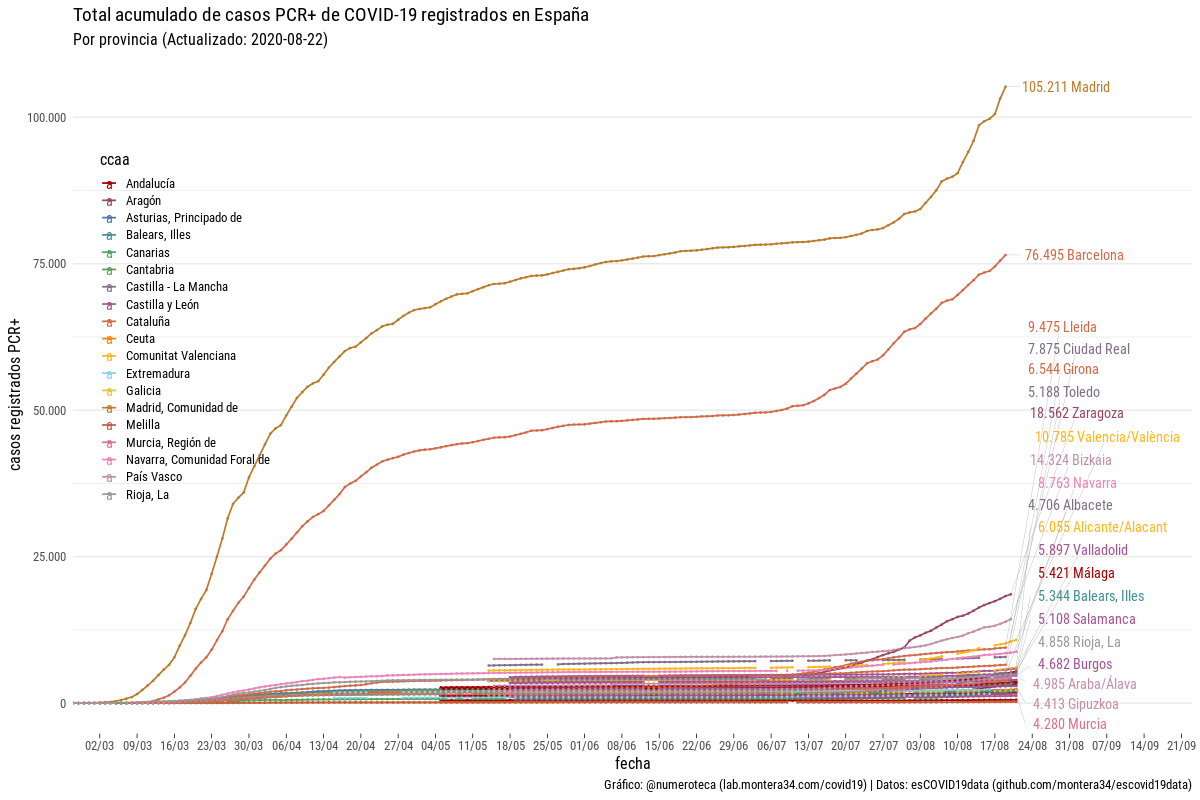 Total acumulado de casos PCR+ de COVID-19 registrados en España
Por provincia (Actualizado: 2020-08-22)
105.211 Madrid
100.000
ccaa
Andalucía
Aragón
Asturias, Principado de
Balears, Illes
Canarias
Cantabria
Castilla - La Mancha
Castilla y León
Cataluña
Ceuta
Comunitat Valenciana
Extremadura
Galicia
Madrid, Comunidad de
Melilla
Murcia, Región de
Navarra, Comunidad Foral de
País Vasco
Rioja, La
75.000
50.000
25.000
0
casos registrados PCR+
76.495 Barcelona
9.475 Lleida
7.875 Ciudad Real
6.544 Girona
5.188 Toledo
18.562 Zaragoza
10.785 Valencia/València
14.324 Bizkaia
8.763 Navarra
4.706 Albacete
6.055 Alicante/Alacant
5.897 Valladolid
5.421 Málaga
5.344 Balears, Illes
5.108 Salamanca
4.858 Rioja, La
4.682 Burgos
4.985 Araba/Álava
4.413 Gipuzkoa
4.280 Murcia
02/03 09/03 16/03 23/03 30/03 06/04 13/04 20/04 27/04 04/05 11/05 18/05 25/05 01/06 08/06 15/06 22/06 29/06 06/07 13/07 20/07 27/07 03/08 10/08 17/08 24/08 31/08 07/09 14/09 21/09
fecha
Gráfico: @numeroteca (lab.montera34.com/covid19) | Datos: esCOVID19data (github.com/montera34/escovid19data)